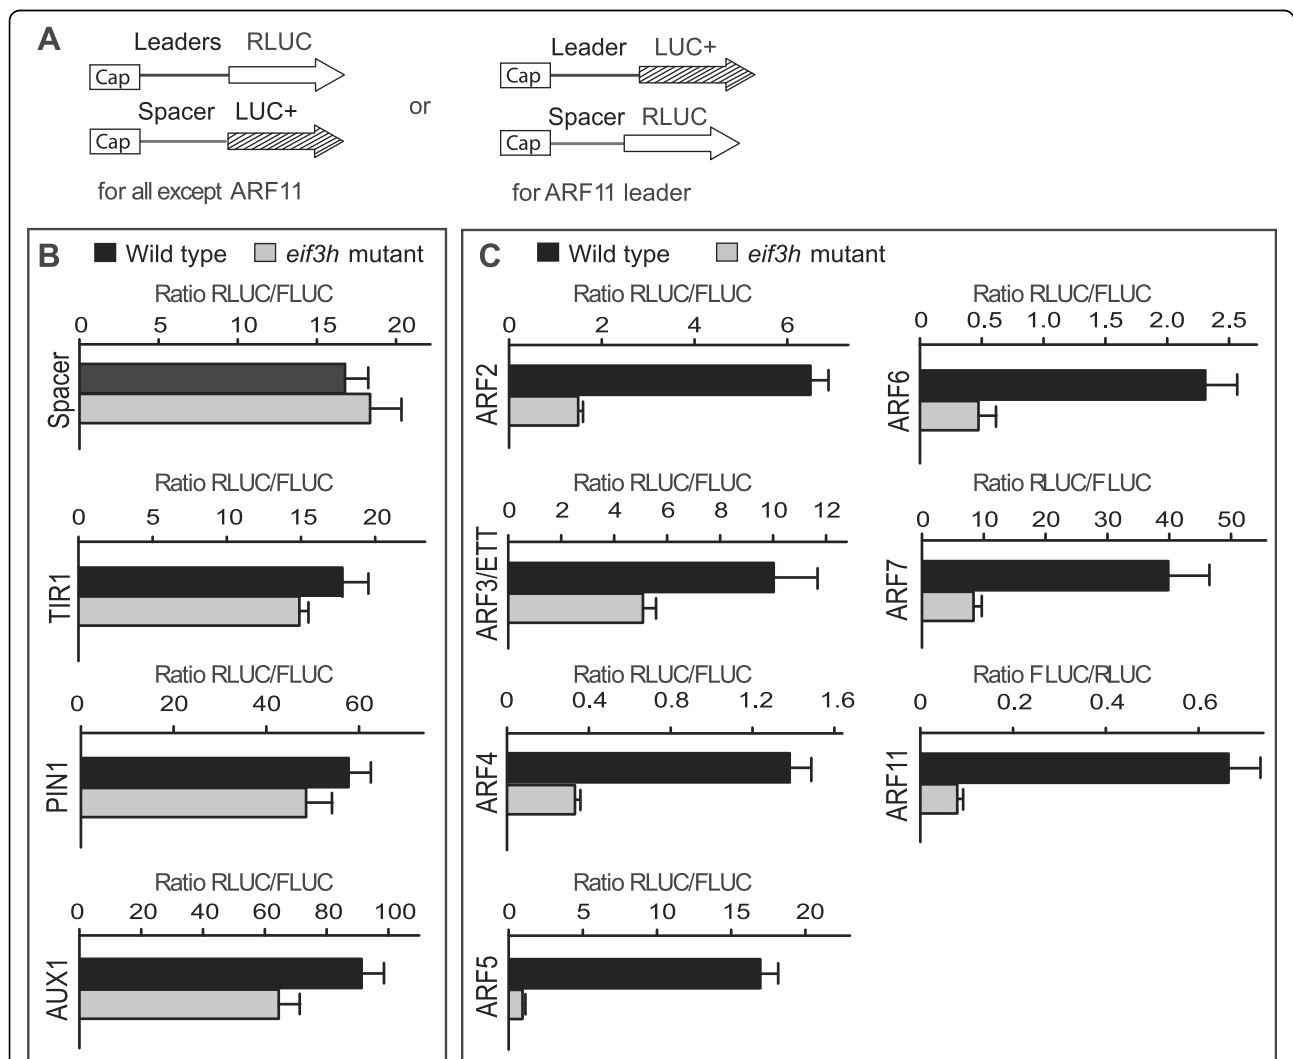 A
Leaders RLUC
Cap
Spacer LUC+
Cap
for all except ARF11
or
Leader LUC+
Cap
Spacer RLUC
Cap
for ARF11 leader
B Wild type eif3h mutant
Ratio RLUC/FLUC
0 5 10 15 20
Spacer
Ratio RLUC/FLUC
0 5 10 15 20
TIR1
Ratio RLUC/FLUC
20 40 60
PIN1
Ratio RLUC/FLUC
0 20 40 60 80 100
AUX1
C Wild type eif3h mutant
Ratio RLUC/FLUC
0 2 4 6
ARF2
Ratio RLUC/FLUC
0 2 4 6 8 10 12
ARF3/ETT
Ratio RLUC/FLUC
0 0.4 0.8 1.2 1.6
ARF4
Ratio RLUC/FLUC
0 5 10 15 20
ARF5
Ratio RLUC/FLUC
0 0.5 1.0 1.5 2.0 2.5
ARF6
Ratio RLUC/FLUC
0 10 20 30 40 50
ARF7
Ratio FLUC/RLUC
0 0.2 0.4 0.6
ARF11